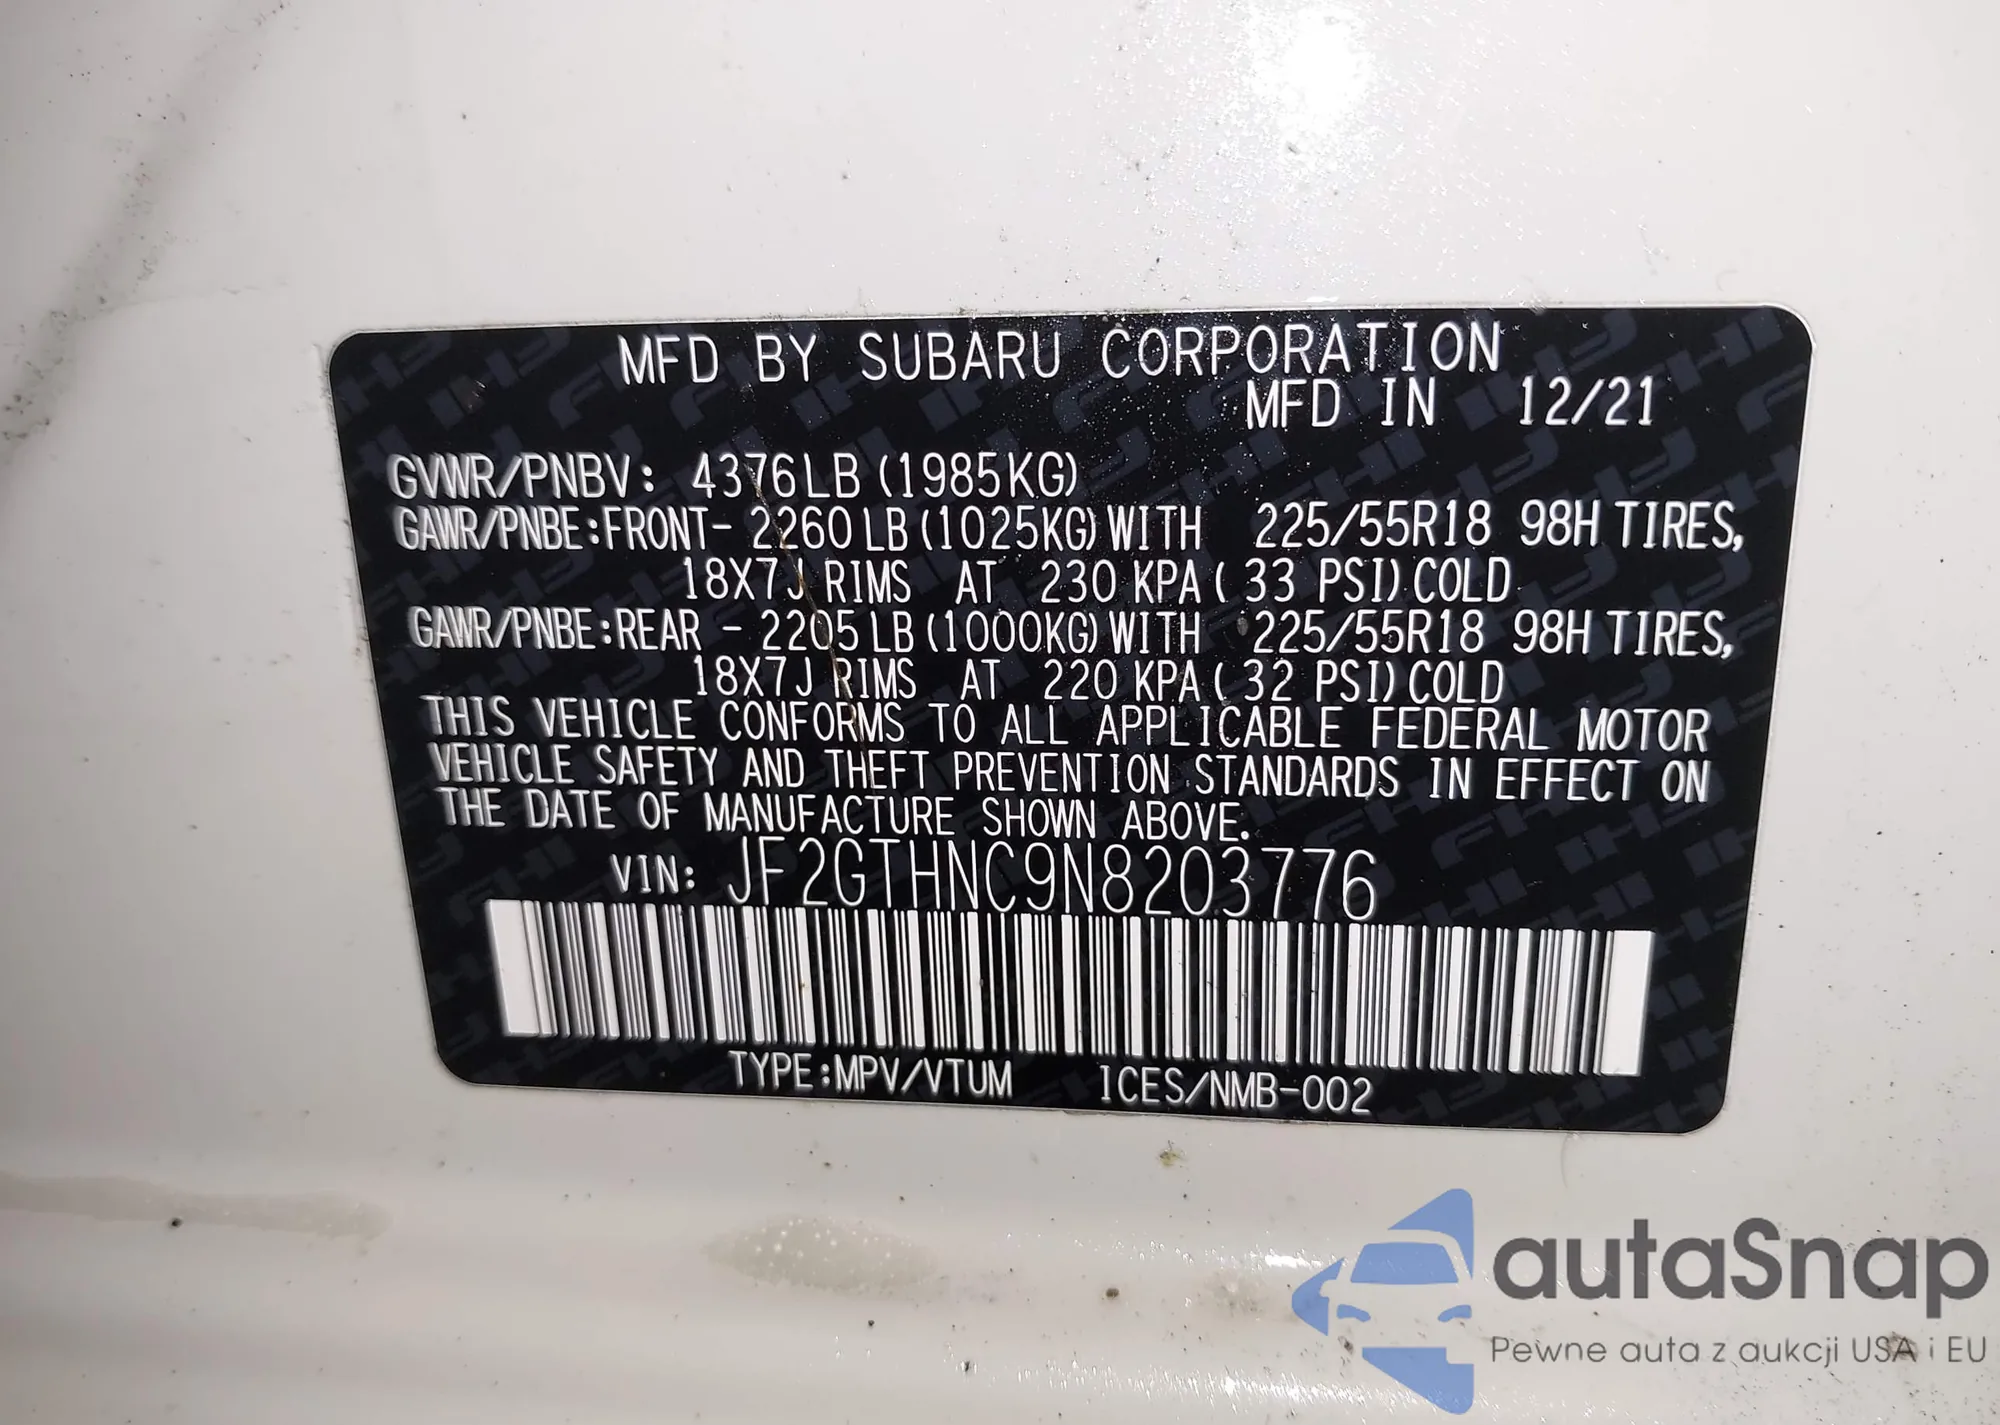 MFD BY SUBARU CORPORATION
MFD IN 12/21
GVWR/PNBV: 4376LB (1985KG)
GAWR/PNBE:FRONT- 2260 LB (1025KG) WITH 225/55R18 98H TIRES,
18X7J RIMS AT 230 KPA ( 33 PSI) COLD
GAWR/PNBE:REAR - 2205 LB (1000KG) WITH 225/55R18 98H TIRES,
18X7J RIMS AT 220 KPA ( 32 PSI) COLD
THIS VEHICLE CONFORMS TO ALL APPLICABLE FEDERAL MOTOR
VEHICLE SAFETY AND THEFT PREVENTION STANDARDS IN EFFECT ON
THE DATE OF MANUFACTURE SHOWN ABOVE.
VIN: JF2GTHNC9N8203776
TYPE:MPV/VTUM ICES/NMB-002
autaSnap
Pewne auta z aukcji USA i EU